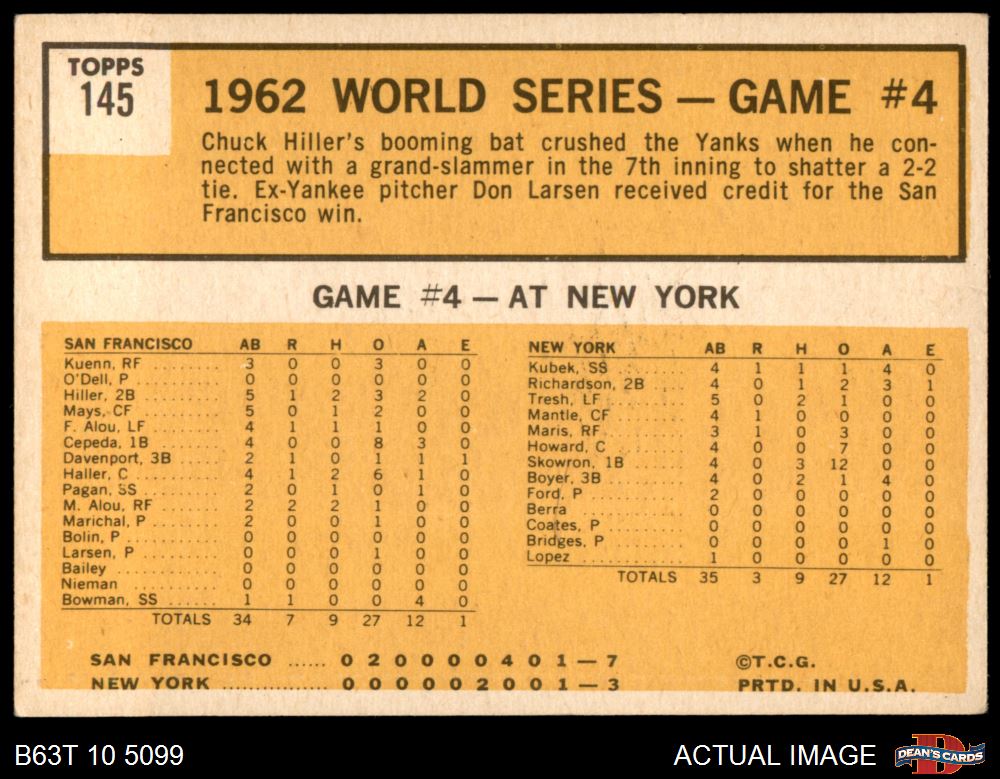 TOPPS
145
1962 WORLD SERIES — GAME #4
Chuck Hiller's booming bat crushed the Yanks when he con-
nected with a grand-slammer in the 7th inning to shatter a 2-2
tie. Ex-Yankee pitcher Don Larsen received credit for the San
Francisco win.
GAME #4 — AT NEW YORK
SAN FRANCISCO AB R H O A E
Kuenn, RF ........ 3 0 0 3 0 0
O'Dell, P ........ 0 0 0 0 0 0
Hiller, 2B ........ 5 1 2 3 2 0
Mays, CF ........ 5 0 1 2 0 0
F. Alou, LF ........ 4 1 1 1 0 0
Cepeda, 1B ........ 4 0 0 8 3 0
Davenport, 3B ..... 2 1 0 1 1 1
Haller, C ........ 4 1 2 6 1 0
Pagan, SS ........ 2 0 1 0 1 0
M. Alou, RF ....... 2 2 2 1 0 0
Marichal, P ....... 2 0 0 1 0 0
Bolin, P ........ 0 0 0 0 0 0
Larsen, P ........ 0 0 0 1 0 0
Bailey ........ 0 0 0 0 0 0
Nieman ........ 0 0 0 0 0 0
Bowman, SS ...... 1 1 0 0 4 0
TOTALS 34 7 9 27 12 1
NEW YORK AB R H O A E
Kubek, SS ........ 4 1 1 1 4 0
Richardson, 2B .... 4 0 1 2 3 1
Tresh, LF ........ 5 0 2 1 0 0
Mantle, CF ....... 4 1 0 0 0 0
Maris, RF ........ 3 1 0 3 0 0
Howard, C ........ 4 0 0 7 0 0
Skowron, 1B ...... 4 0 3 12 0 0
Boyer, 3B ........ 4 0 2 1 4 0
Ford, P ........ 2 0 0 0 0 0
Berra ........ 0 0 0 0 0 0
Coates, P ........ 0 0 0 0 0 0
Bridges, P ....... 0 0 0 0 1 0
Lopez ........ 1 0 0 0 0 0
TOTALS 35 3 9 27 12 1
SAN FRANCISCO ...... 0 2 0 0 0 0 4 0 1 — 7
NEW YORK ................ 0 0 0 0 0 2 0 0 1 — 3
©T.C.G.
PRTD. IN U.S.A.
B63T 10 5099
ACTUAL IMAGE
D
DEAN'S CARDS